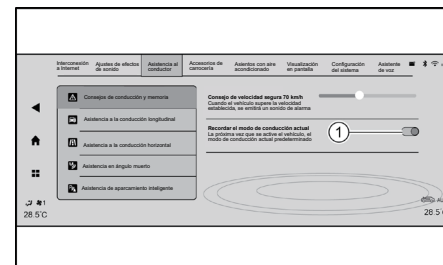 Interconexión a Internet
Ajustes de efectos de sonido
Asistencia al conductor
Accesorios de carrocería
Asientos con aire acondicionado
Visualización en pantalla
Configuración del sistema
Asistente de voz
Consejos de conducción y memoria
Asistencia a la conducción longitudinal
Asistencia a la conducción horizontal
Asistencia en ángulo muerto
Asistencia de aparcamiento inteligente
Consejo de velocidad segura 70 km/h
Cuando el vehículo supere la velocidad
establecida, se emitirá un sonido de alarma
Recordar el modo de conducción actual
La próxima vez que se active el vehículo, el
modo de conducción actual predeterminado
1
1
28.5°C
28.5